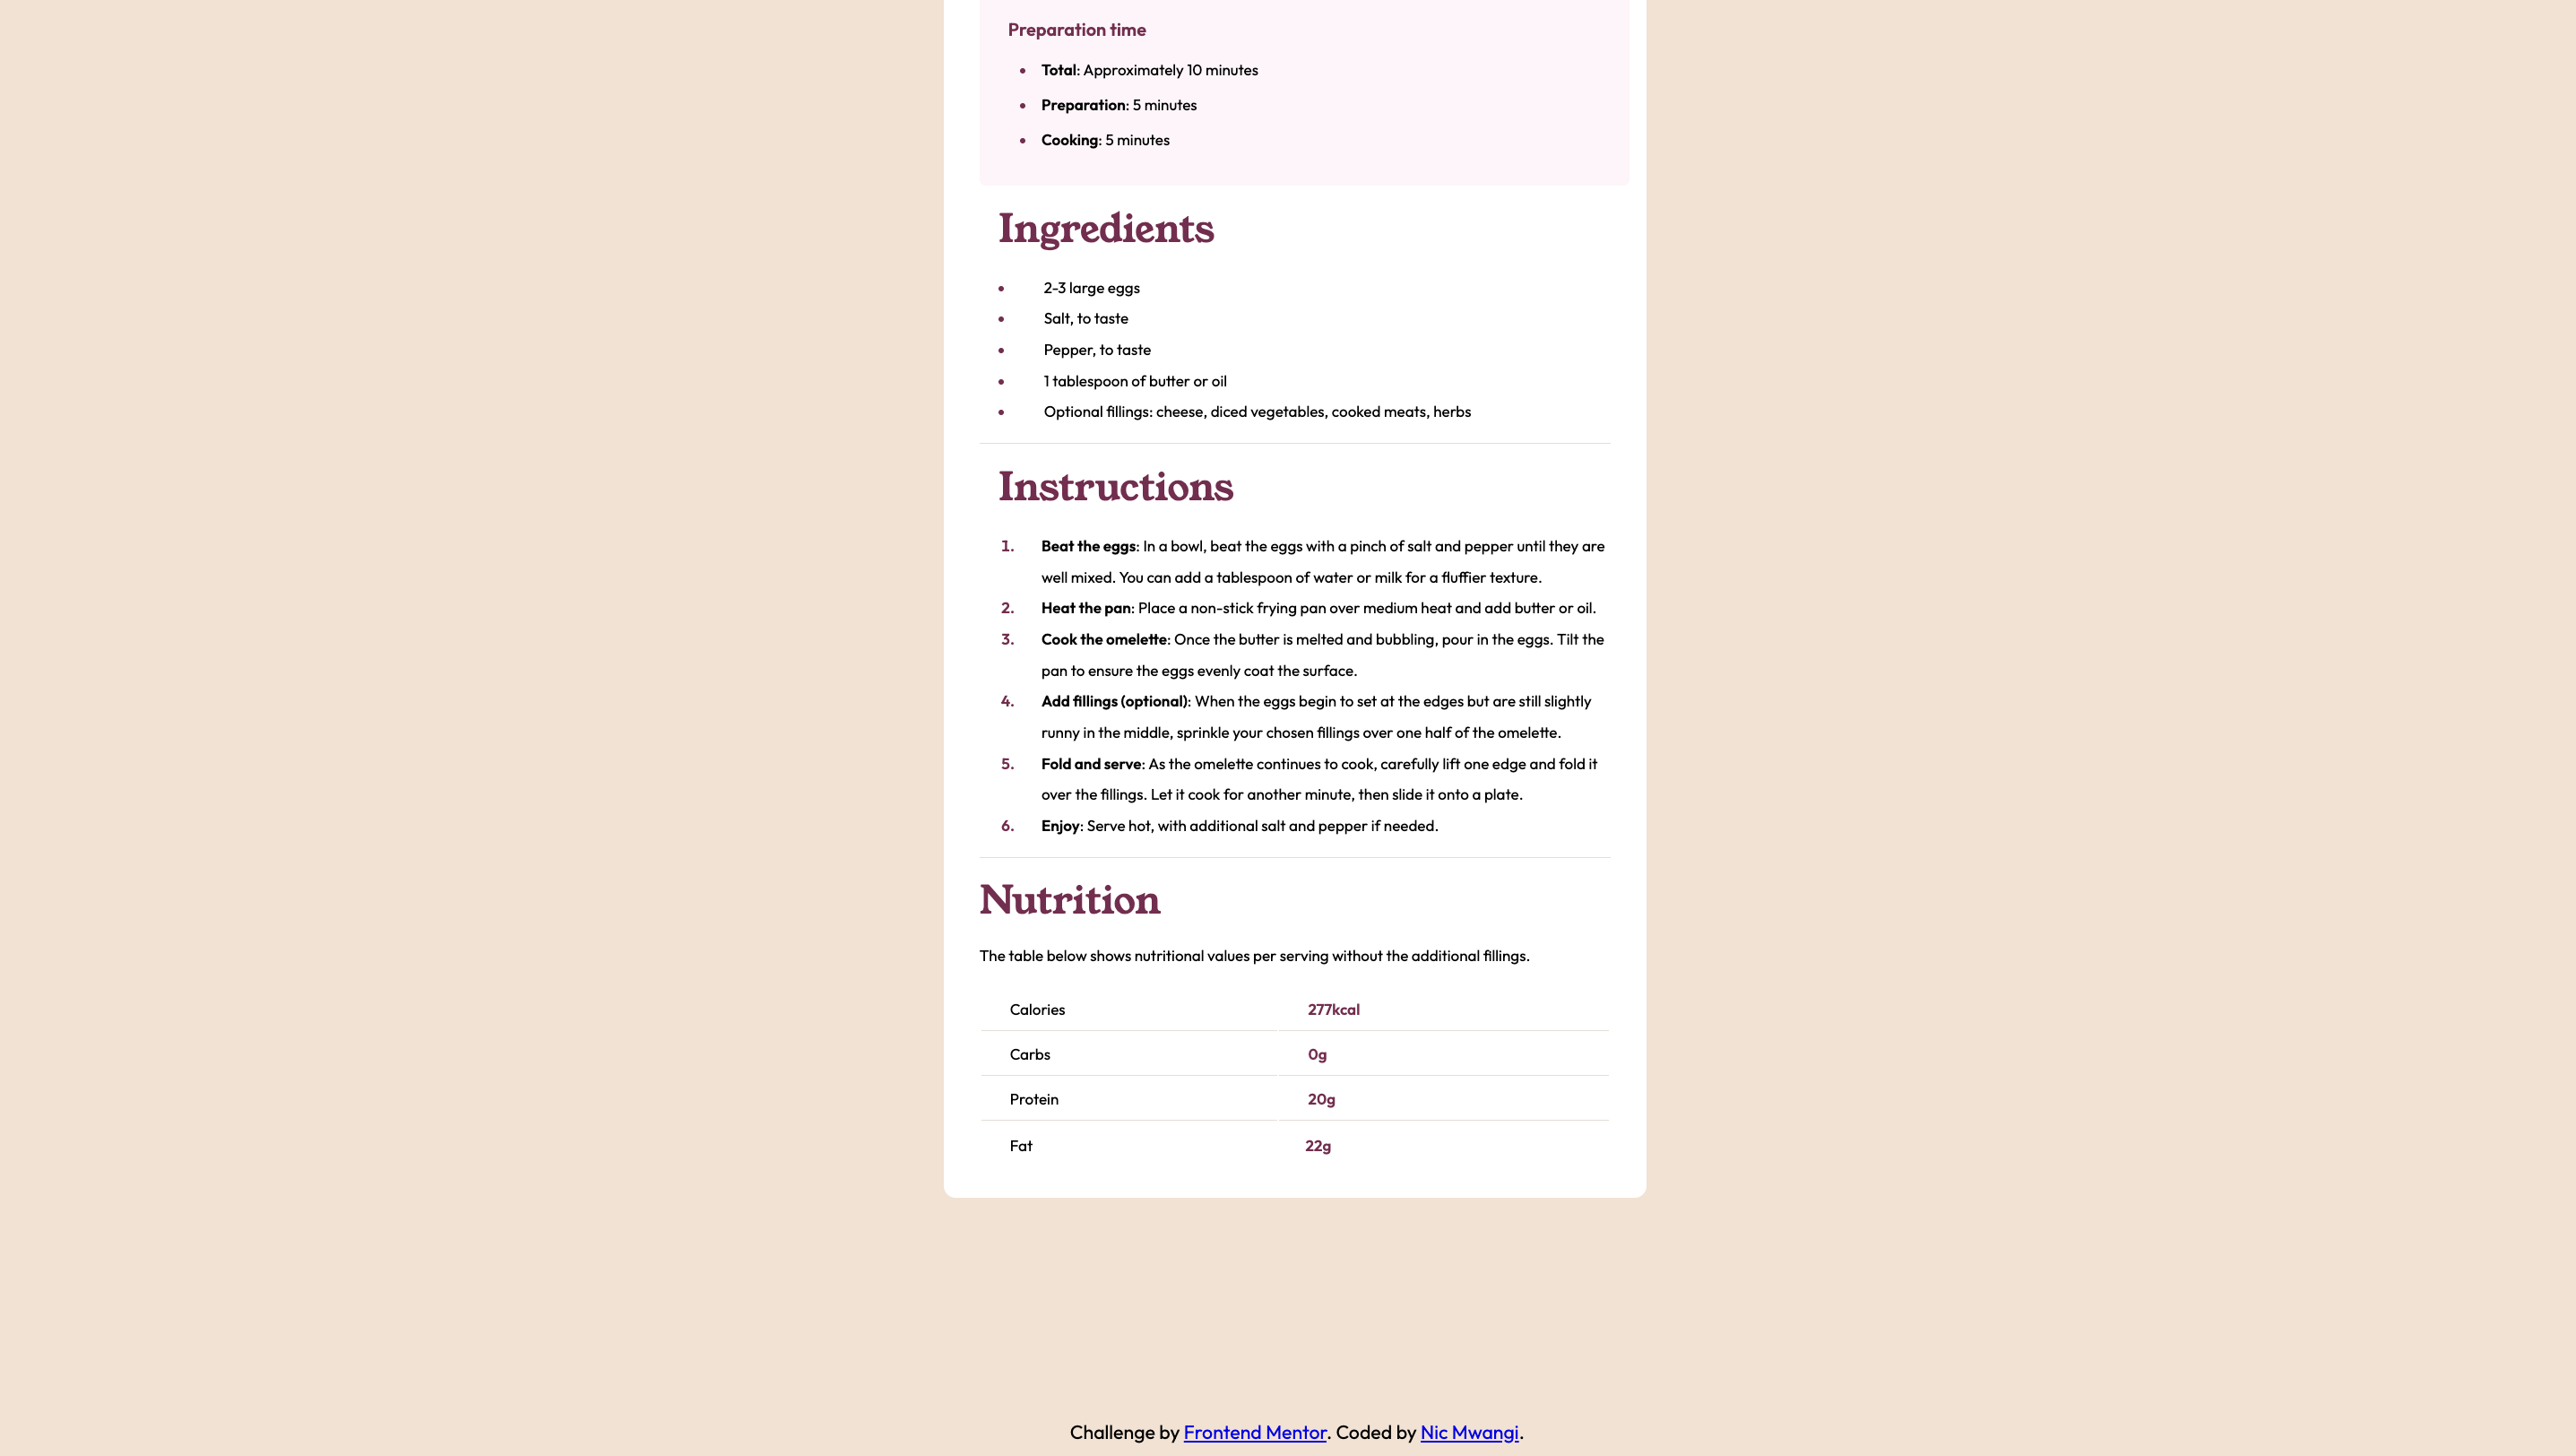 Preparation time
• Total: Approximately 10 minutes
• Preparation: 5 minutes
• Cooking: 5 minutes
Ingredients
• 2-3 large eggs
• Salt, to taste
• Pepper, to taste
• 1 tablespoon of butter or oil
• Optional fillings: cheese, diced vegetables, cooked meats, herbs
Instructions
1. Beat the eggs: In a bowl, beat the eggs with a pinch of salt and pepper until they are
well mixed. You can add a tablespoon of water or milk for a fluffier texture.
2. Heat the pan: Place a non-stick frying pan over medium heat and add butter or oil.
3. Cook the omelette: Once the butter is melted and bubbling, pour in the eggs. Tilt the
pan to ensure the eggs evenly coat the surface.
4. Add fillings (optional): When the eggs begin to set at the edges but are still slightly
runny in the middle, sprinkle your chosen fillings over one half of the omelette.
5. Fold and serve: As the omelette continues to cook, carefully lift one edge and fold it
over the fillings. Let it cook for another minute, then slide it onto a plate.
6. Enjoy: Serve hot, with additional salt and pepper if needed.
Nutrition
The table below shows nutritional values per serving without the additional fillings.
Calories 277kcal
Carbs 0g
Protein 20g
Fat 22g
Challenge by Frontend Mentor. Coded by Nic Mwangi.